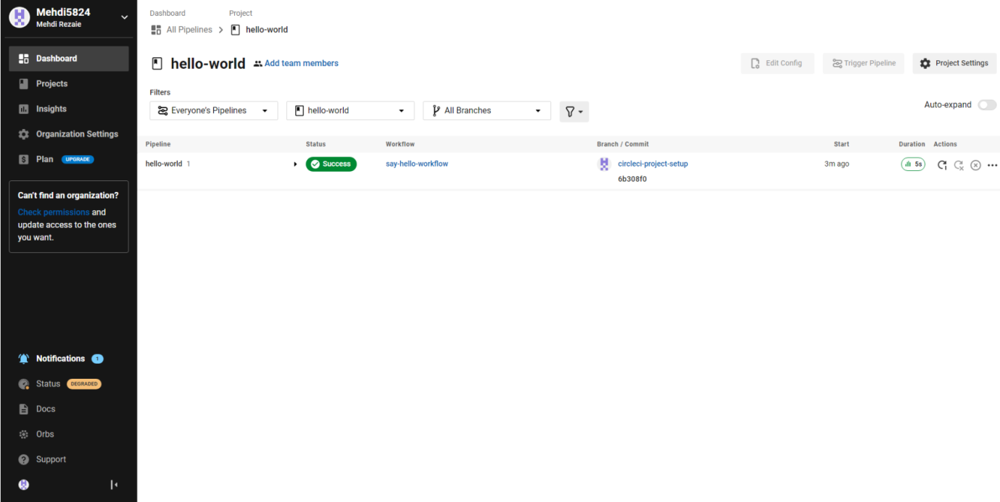 Mehdi5824
Mehdi Rezaie
Dashboard
Projects
Insights
Organization Settings
Plan UPGRADE
Can't find an organization?
Check permissions and
update access to the ones
you want.
Notifications 1
Status DEGRADED
Docs
Orbs
Support
Dashboard Project
All Pipelines > hello-world
hello-world Add team members
Edit Config Trigger Pipeline Project Settings
Filters
Everyone's Pipelines hello-world All Branches
Auto-expand
Pipeline Status Workflow Branch / Commit Start Duration Actions
hello-world 1 Success say-hello-workflow circleci-project-setup 3m ago 5s
6b308f0